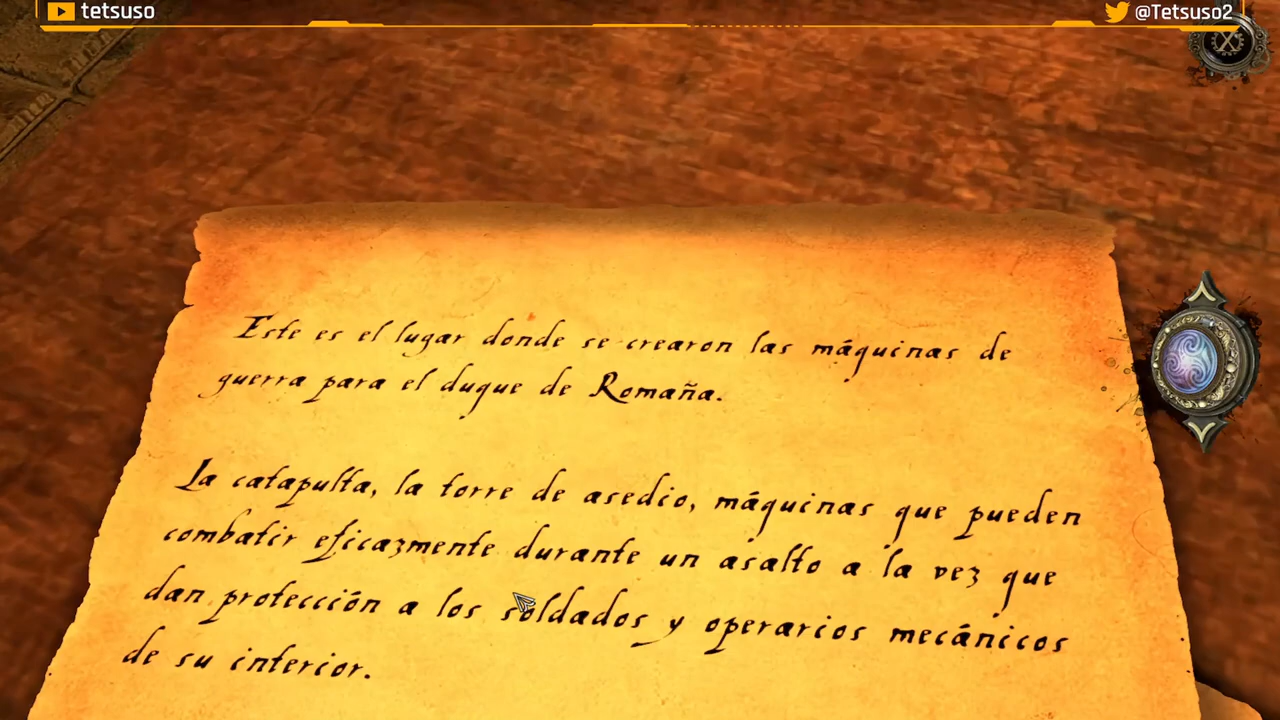 tetsuso
@Tetsuso2
Este es el lugar donde se crearon las máquinas de
guerra para el duque de Romaña.
La catapulta, la torre de asedio, máquinas que pueden
combatir eficazmente durante un asalto a la vez que
dan protección a los soldados y operarios mecánicos
de su interior.